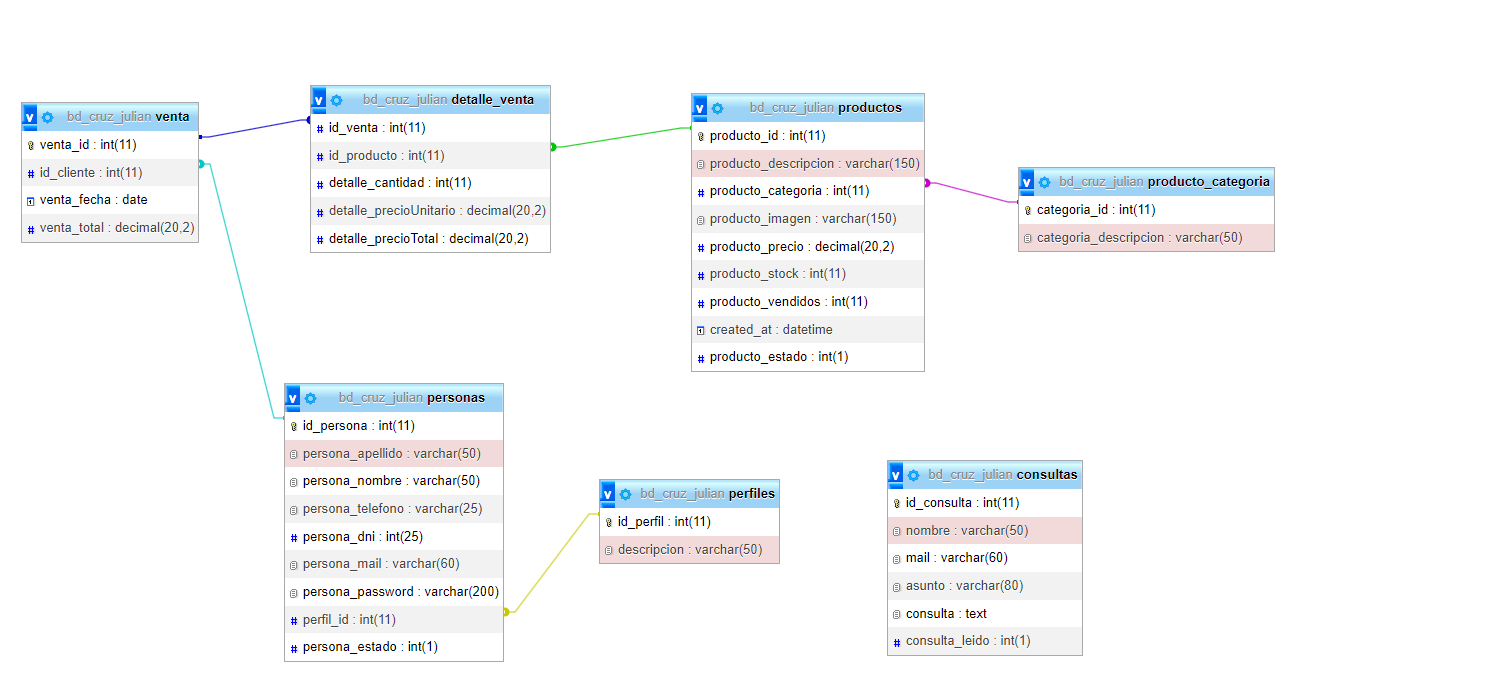 bd_cruz_julian venta
venta_id : int(11)
id_cliente : int(11)
venta_fecha : date
venta_total : decimal(20,2)
bd_cruz_julian detalle_venta
id_venta : int(11)
id_producto : int(11)
detalle_cantidad : int(11)
detalle_precioUnitario : decimal(20,2)
detalle_precioTotal : decimal(20,2)
bd_cruz_julian productos
producto_id : int(11)
producto_descripcion : varchar(150)
producto_categoria : int(11)
producto_imagen : varchar(150)
producto_precio : decimal(20,2)
producto_stock : int(11)
producto_vendidos : int(11)
created_at : datetime
producto_estado : int(1)
bd_cruz_julian producto_categoria
categoria_id : int(11)
categoria_descripcion : varchar(50)
bd_cruz_julian personas
id_persona : int(11)
persona_apellido : varchar(50)
persona_nombre : varchar(50)
persona_telefono : varchar(25)
persona_dni : int(25)
persona_mail : varchar(60)
persona_password : varchar(200)
perfil_id : int(11)
persona_estado : int(1)
bd_cruz_julian perfiles
id_perfil : int(11)
descripcion : varchar(50)
bd_cruz_julian consultas
id_consulta : int(11)
nombre : varchar(50)
mail : varchar(60)
asunto : varchar(80)
consulta : text
consulta_leido : int(1)